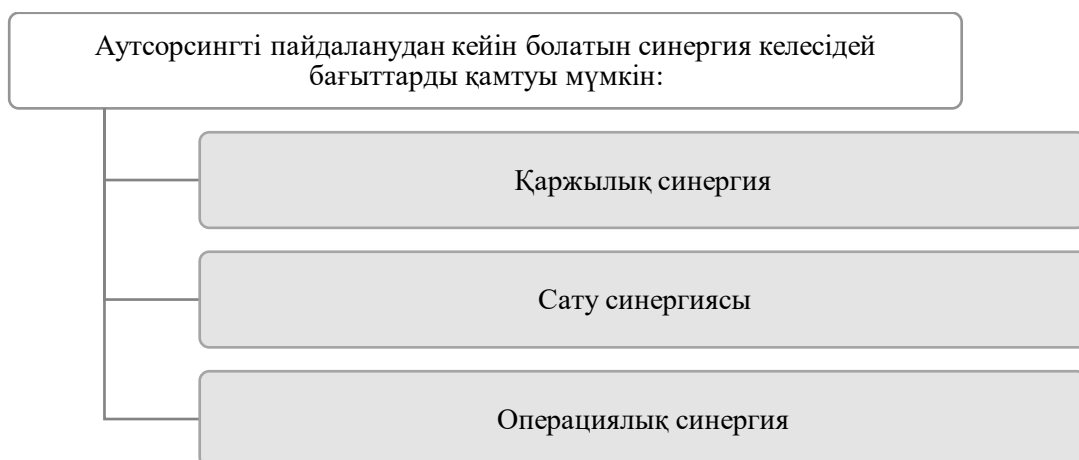 Аутсорсингті пайдаланудан кейін болатын синергия келесідей
бағыттарды қамтуы мүмкін:
Қаржылық синергия
Сату синергиясы
Операциялық синергия